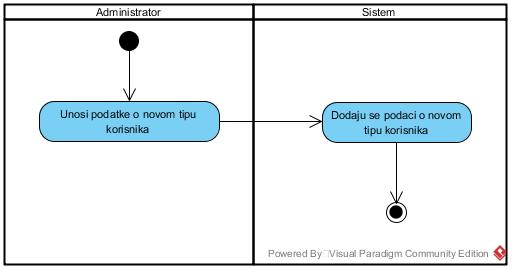 Administrator
Sistem
Unosi podatke o novom tipu
korisnika
Dodaju se podaci o novom
tipu korisnika
Powered By Visual Paradigm Community Edition